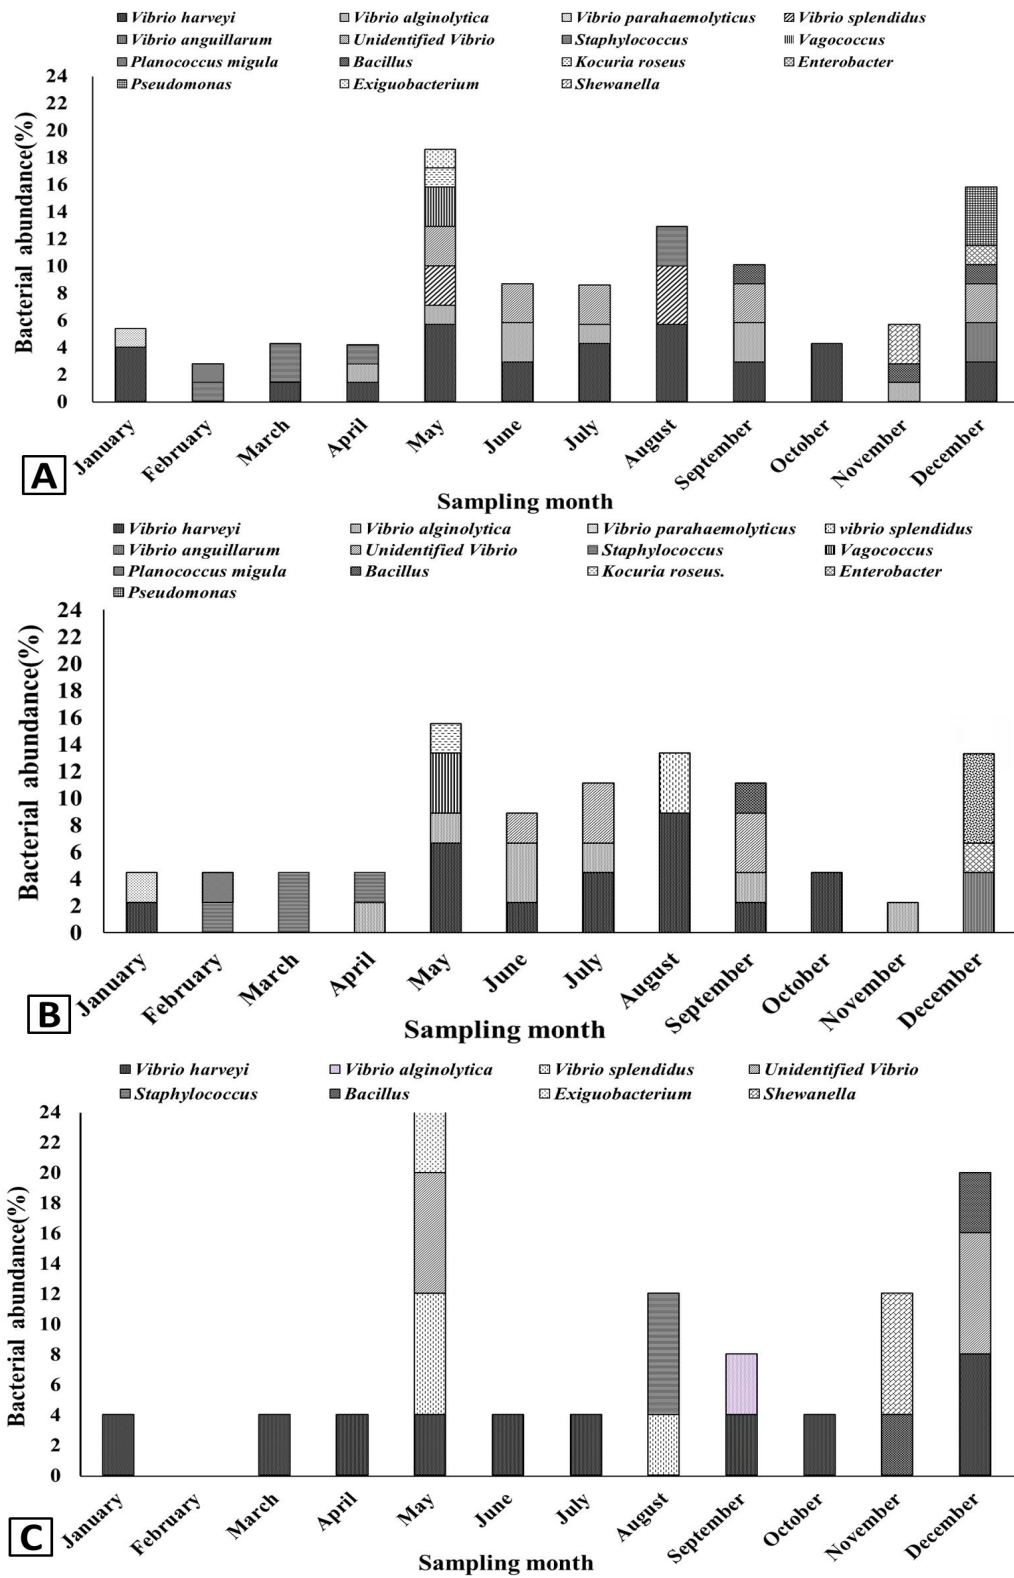 Vibrio harveyi Vibrio alginolytica Vibrio parahaemolyticus Vibrio splendidus
Vibrio anguillarum Unidentified Vibrio Staphylococcus Vagococcus
Planococcus migula Bacillus Kocuria roseus Enterobacter
Pseudomonas Exiguobacterium Shewanella
Bacterial abundance(%)
24
22
20
18
16
14
12
10
8
6
4
2
0
January February March April May June July August September October November December
A
Sampling month
Vibrio harveyi Vibrio alginolytica Vibrio parahaemolyticus vibrio splendidus
Vibrio anguillarum Unidentified Vibrio Staphylococcus Vagococcus
Planococcus migula Bacillus Kocuria roseus. Enterobacter
Pseudomonas
Bacterial abundance(%)
24
22
20
18
16
14
12
10
8
6
4
2
0
January February March April May June July August September October November December
B
Sampling month
Vibrio harveyi Vibrio alginolytica Vibrio splendidus Unidentified Vibrio
Staphylococcus Bacillus Exiguobacterium Shewanella
Bacterial abundance(%)
24
22
20
18
16
14
12
10
8
6
4
2
0
January February March April May June July August September October November December
C
Sampling month